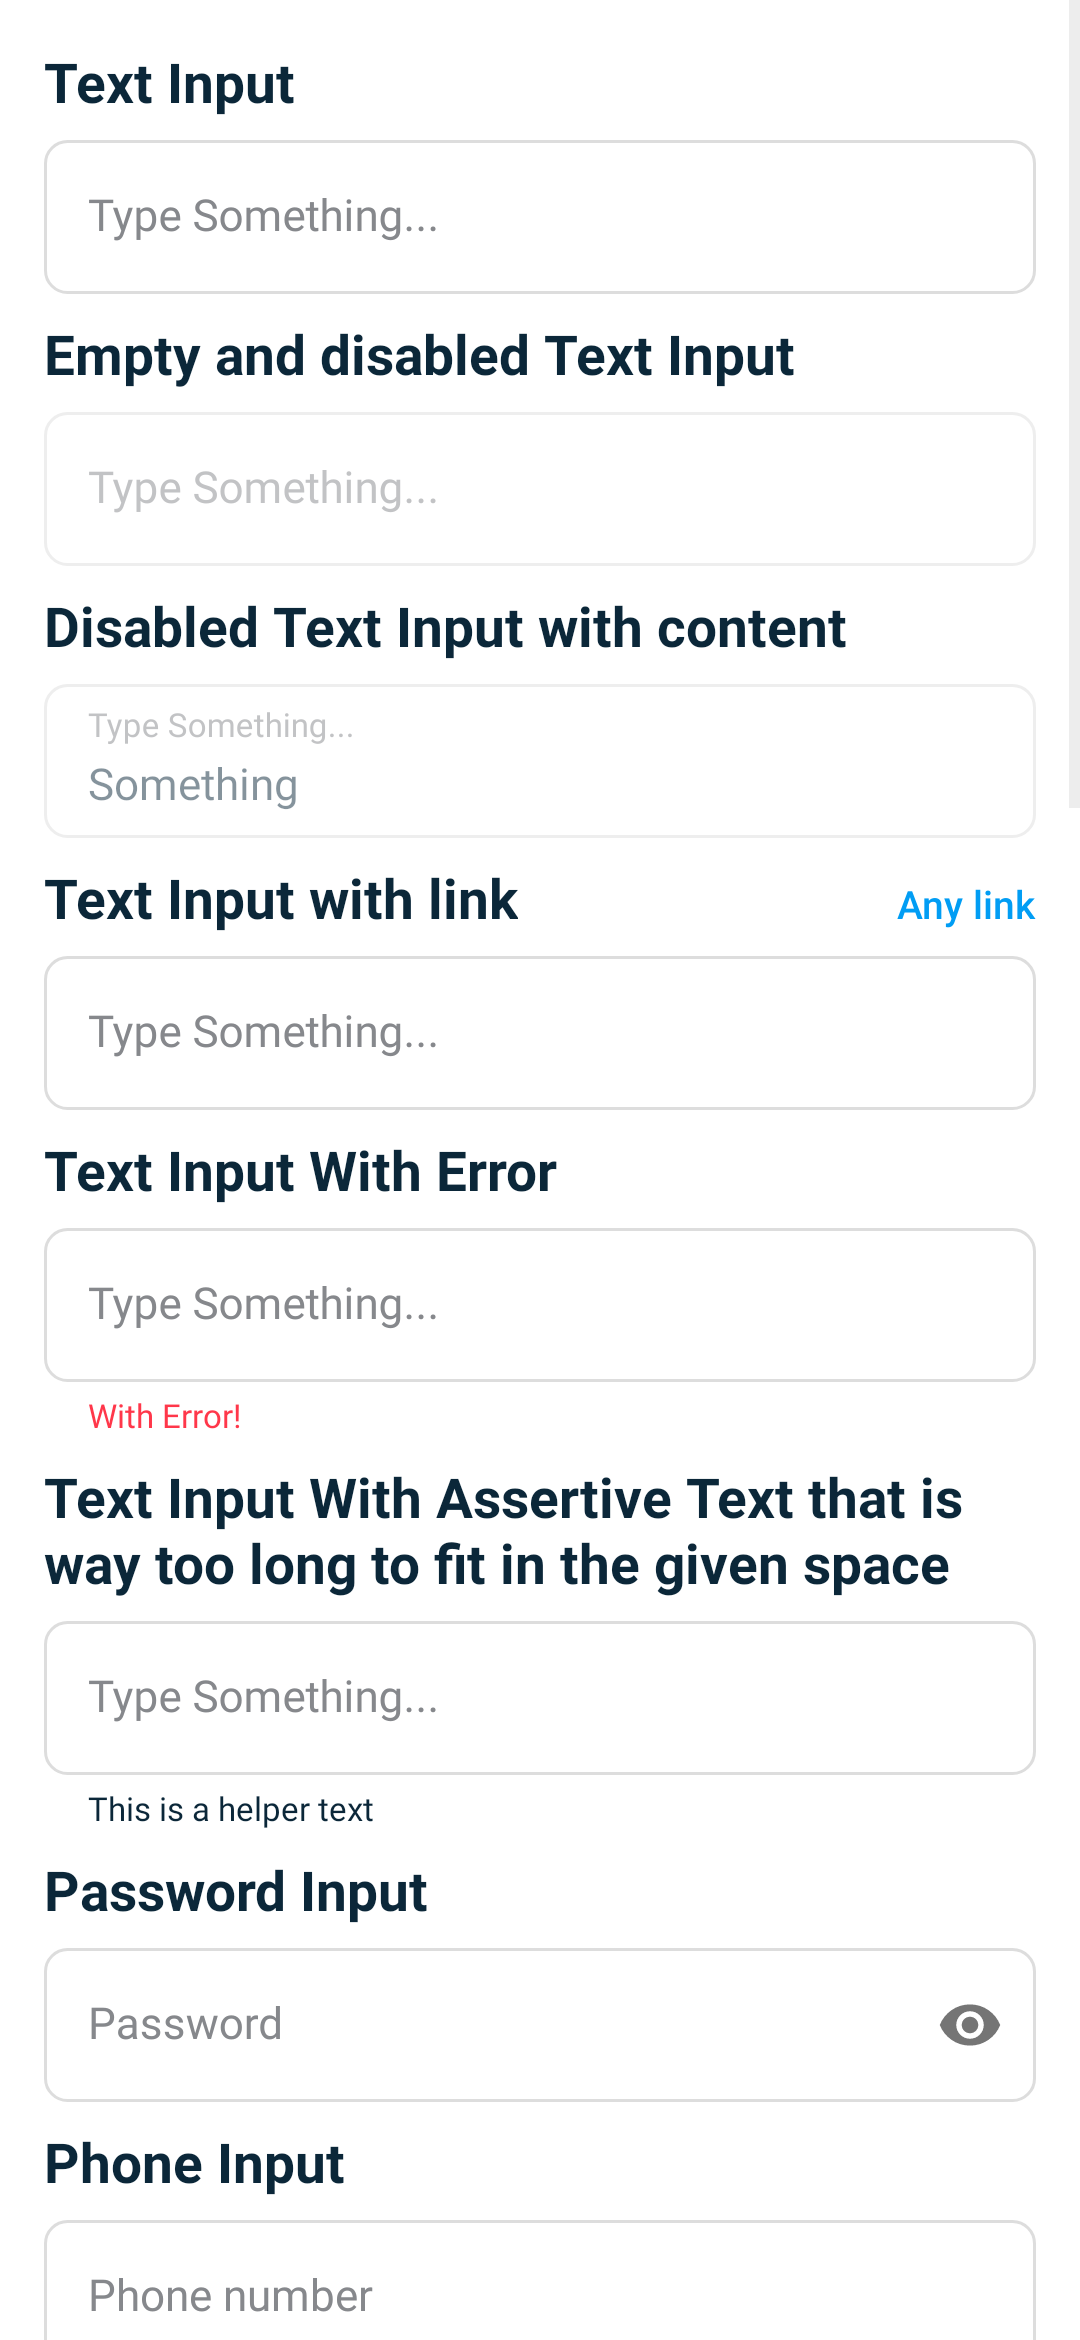 Text Input
Type Something...
Empty and disabled Text Input
Type Something...
Disabled Text Input with content
Type Something...
Something
Text Input with link
Any link
Type Something...
Text Input With Error
Type Something...
With Error!
Text Input With Assertive Text that is
way too long to fit in the given space
Type Something...
This is a helper text
Password Input
Password
Phone Input
Phone number